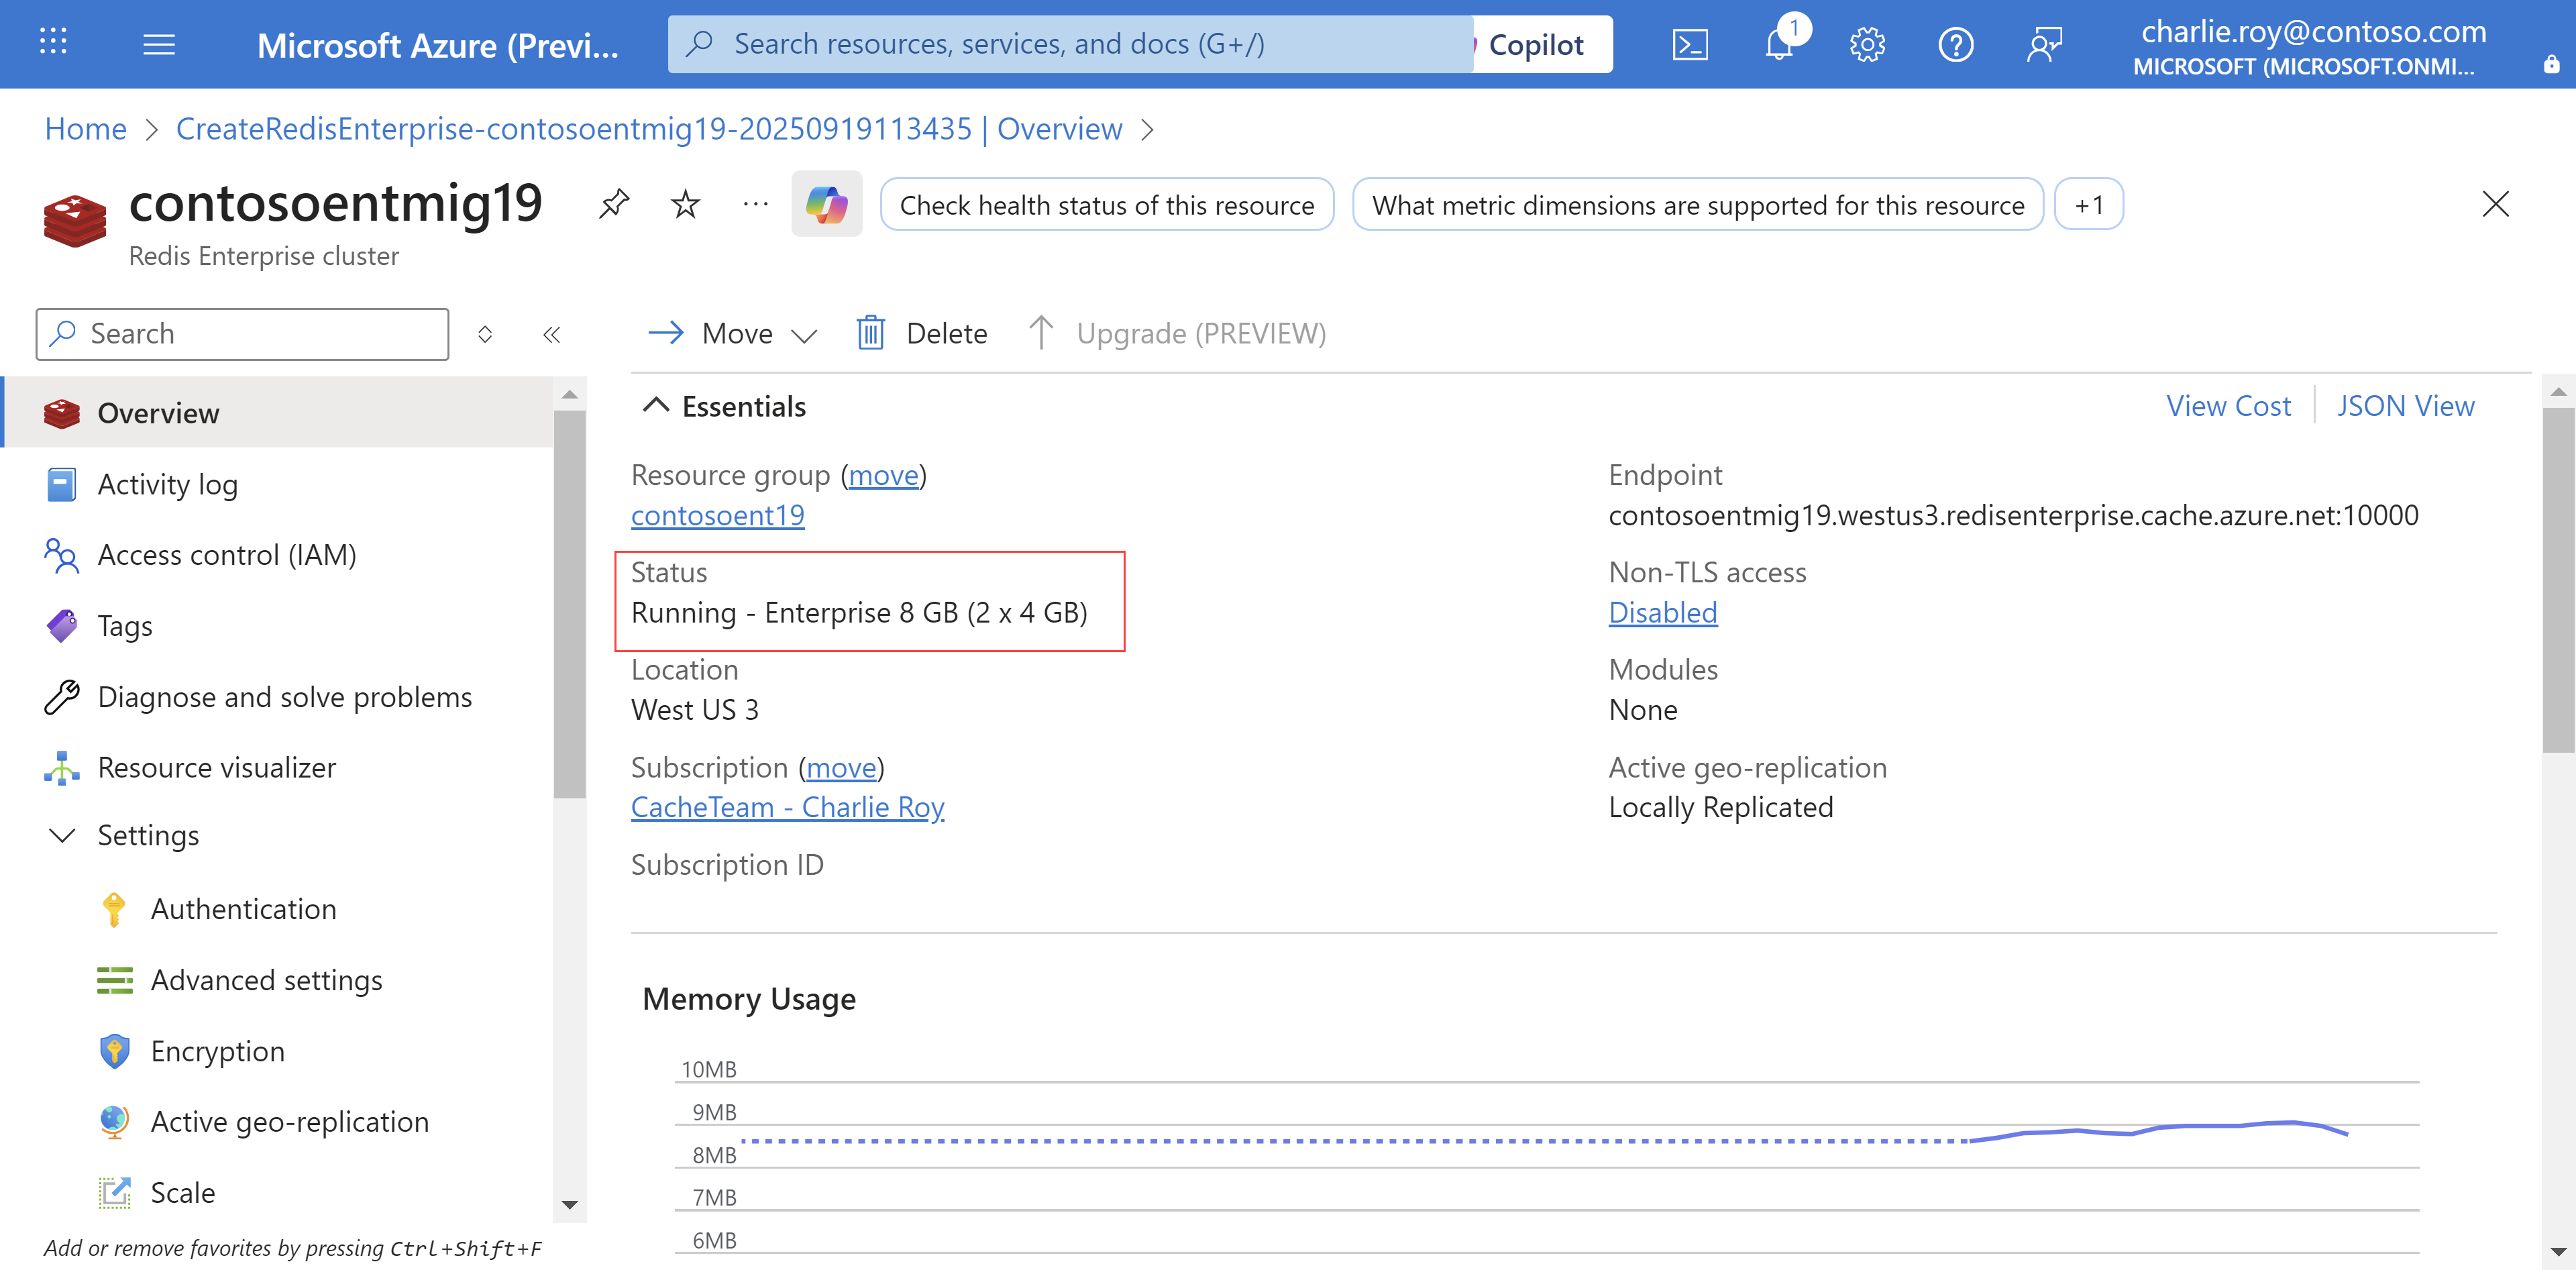 Microsoft Azure (Previ...
Search resources, services, and docs (G+/)
Copilot
1
charlie.roy@contoso.com
MICROSOFT (MICROSOFT.ONMI...
Home > CreateRedisEnterprise-contosoentmig19-20250919113435 | Overview >
contosoentmig19
Redis Enterprise cluster
Check health status of this resource
What metric dimensions are supported for this resource
+1
Search
Overview
Activity log
Access control (IAM)
Tags
Diagnose and solve problems
Resource visualizer
Settings
Authentication
Advanced settings
Encryption
Active geo-replication
Scale
Add or remove favorites by pressing Ctrl+Shift+F
Move
Delete
Upgrade (PREVIEW)
Essentials
View Cost
JSON View
Resource group (move)
contosoent19
Status
Running - Enterprise 8 GB (2 x 4 GB)
Location
West US 3
Subscription (move)
CacheTeam - Charlie Roy
Subscription ID
Endpoint
contosoentmig19.westus3.redisenterprise.cache.azure.net:10000
Non-TLS access
Disabled
Modules
None
Active geo-replication
Locally Replicated
Memory Usage
10MB
9MB
8MB
7MB
6MB